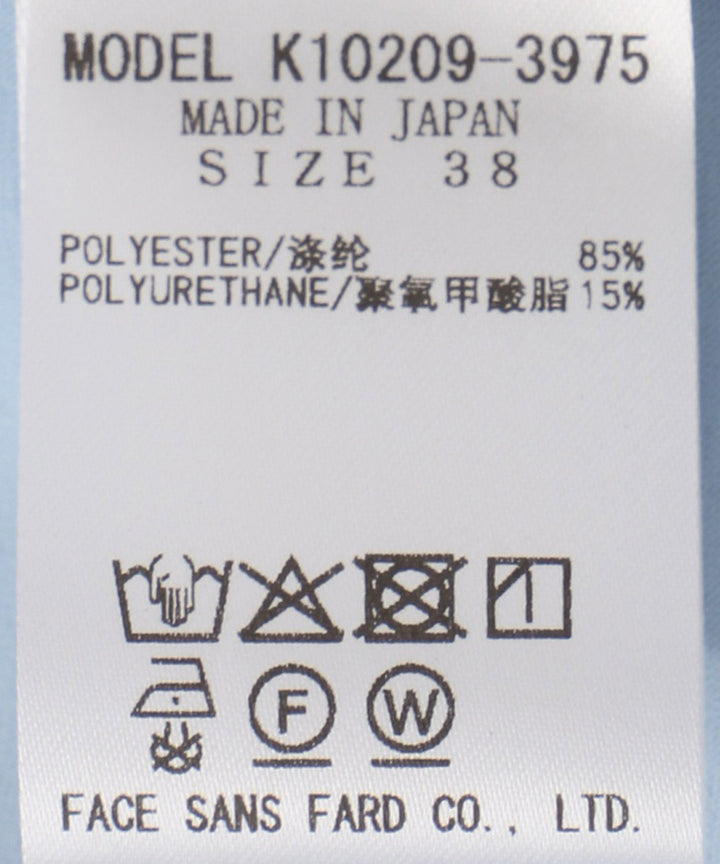 MODEL K10209-3975
MADE IN JAPAN
SIZE 38
POLYESTER/涤纶 85%
POLYURETHANE/聚氧甲酸脂 15%
F W
FACE SANS FARD CO., LTD.